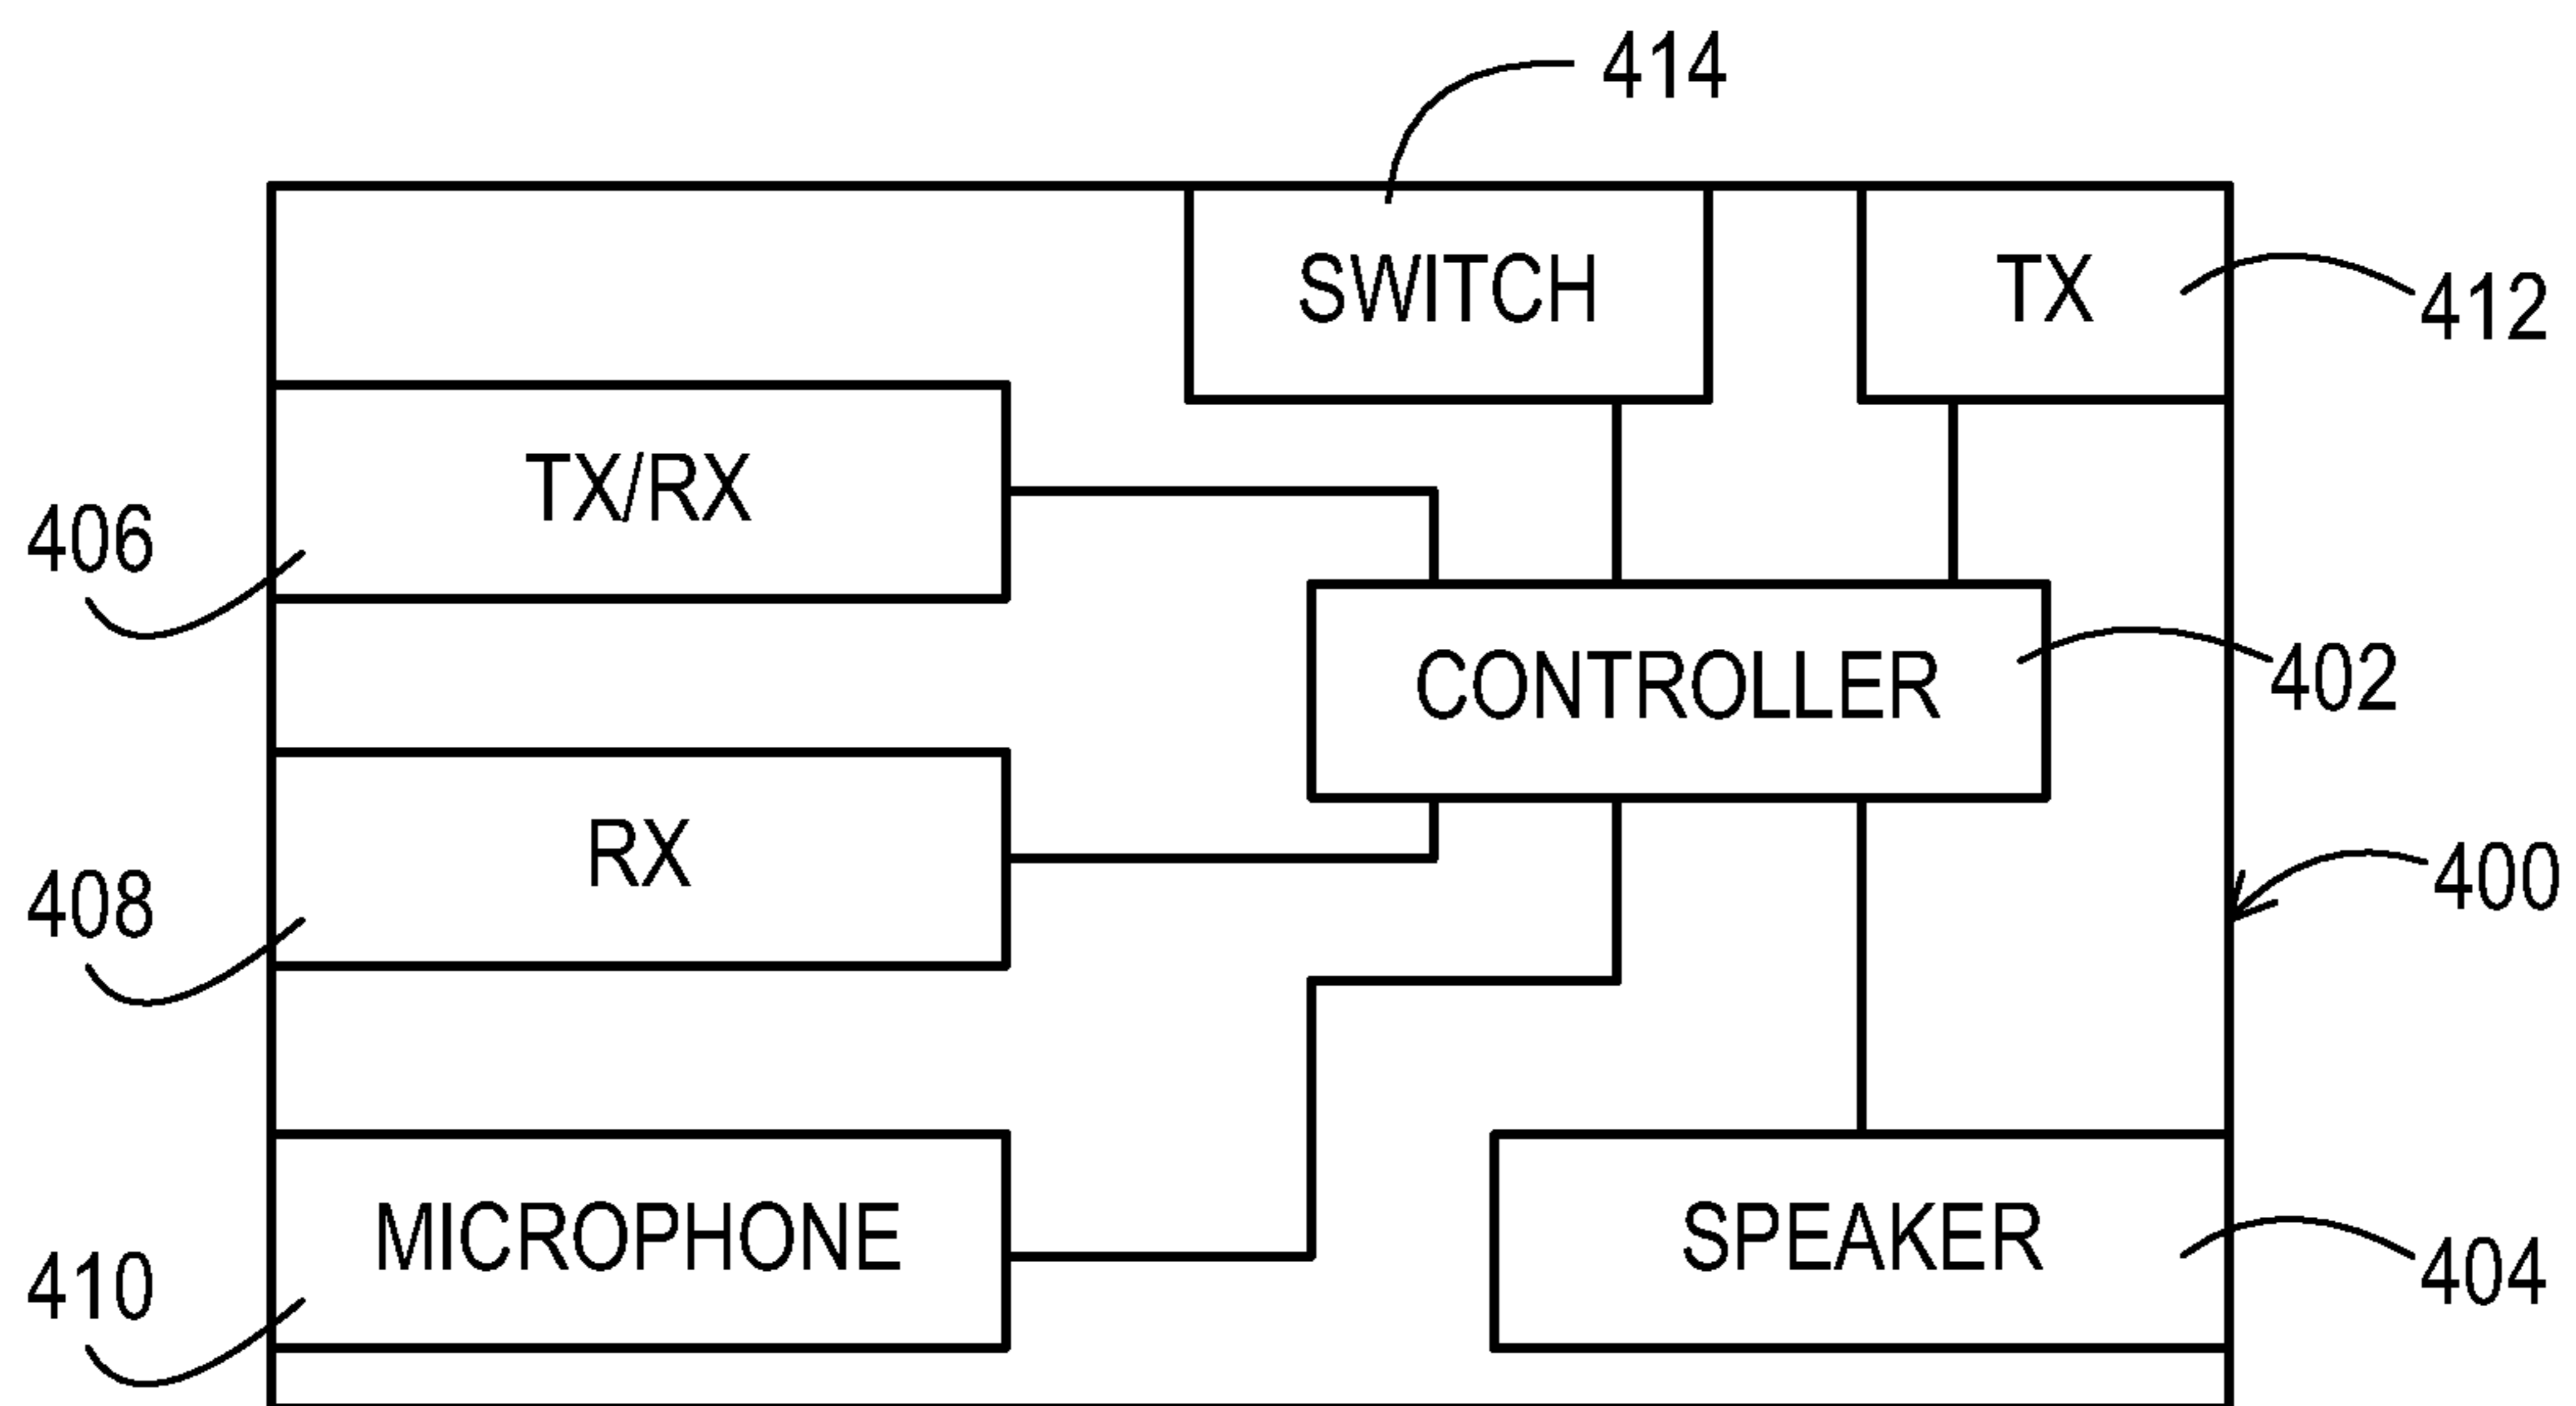 414
SWITCH
TX
412
TX/RX
406
CONTROLLER
402
RX
408
400
MICROPHONE
410
SPEAKER
404